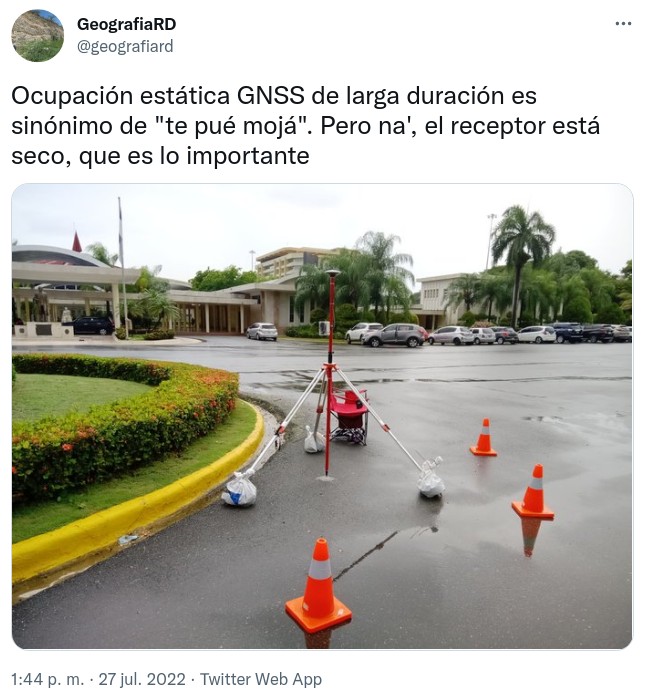 GeografiaRD
@geografiard
Ocupación estática GNSS de larga duración es
sinónimo de "te pué mojá". Pero na', el receptor está
seco, que es lo importante
1:44 p. m. · 27 jul. 2022 · Twitter Web App